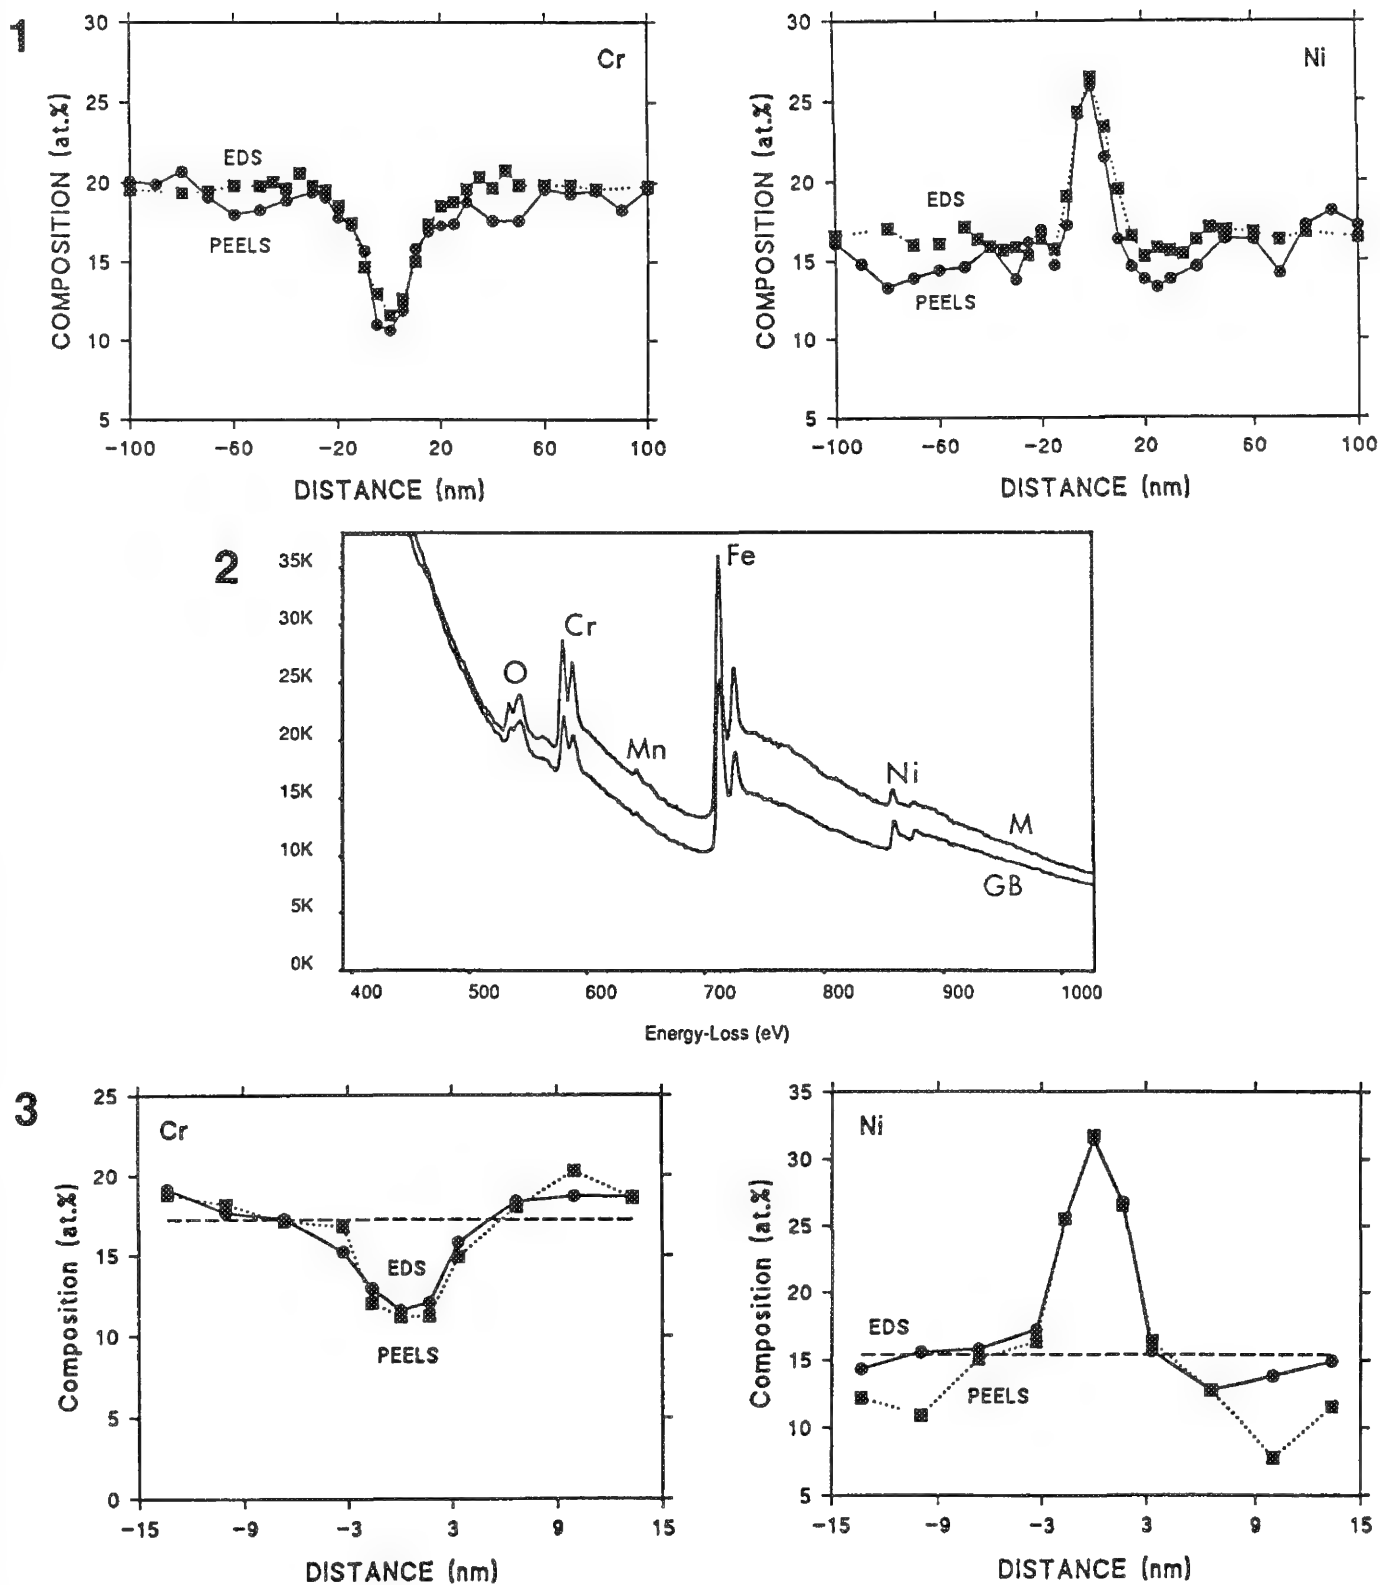 1
30
25
20
15
10
5
COMPOSITION (at.%)
Cr
EDS
PEELS
-100
-60
-20
20
60
100
DISTANCE (nm)
30
25
20
15
10
5
COMPOSITION (at.%)
Ni
EDS
PEELS
-100
-60
-20
20
60
100
DISTANCE (nm)
2
35K
30K
25K
20K
15K
10K
5K
0K
O
Cr
Mn
Fe
Ni
M
GB
400
500
600
700
800
900
1000
Energy-Loss (eV)
3
25
20
15
10
5
0
Composition (at.%)
Cr
EDS
PEELS
-15
-9
-3
3
9
15
DISTANCE (nm)
35
30
25
20
15
10
5
Composition (at.%)
Ni
EDS
PEELS
-15
-9
-3
3
9
15
DISTANCE (nm)